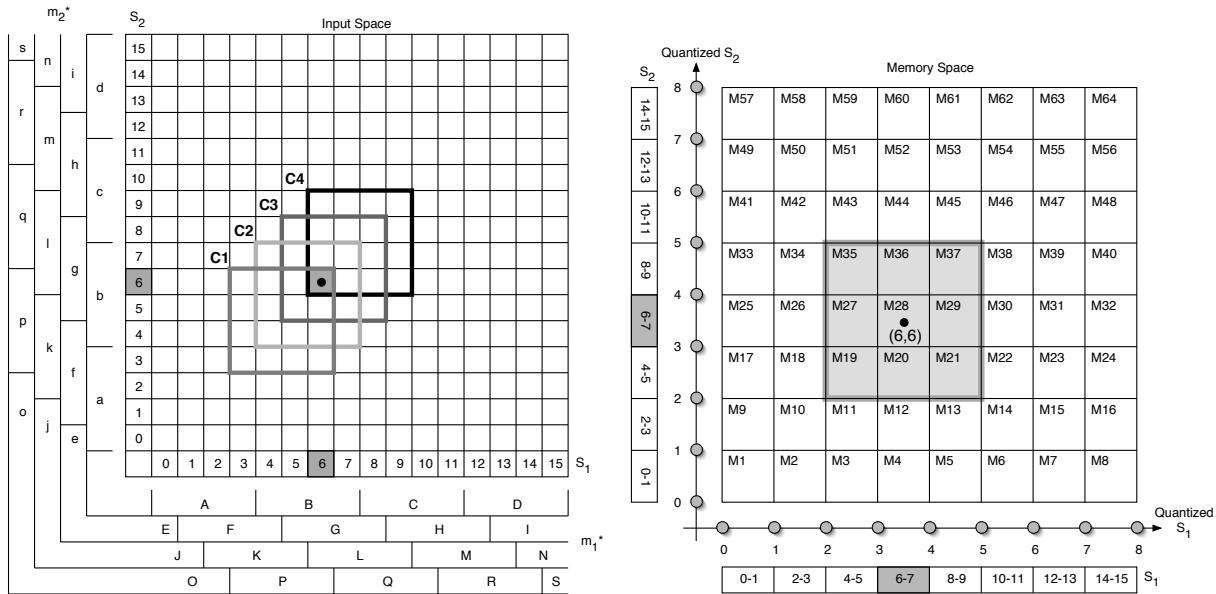 m2*
S2
Input Space
s
r
q
p
o
n
m
l
k
j
i
h
g
f
e
d
c
b
a
15
14
13
12
11
10
9
8
7
6
5
4
3
2
1
0
C4
C3
C2
C1
0 1 2 3 4 5 6 7 8 9 10 11 12 13 14 15 S1
A B C D
E F G H I
m1*
J K L M N
O P Q R S
Quantized S2
Memory Space
S2
14-15
12-13
10-11
8-9
6-7
4-5
2-3
0-1
8
7
6
5
4
3
2
1
0
M57 M58 M59 M60 M61 M62 M63 M64
M49 M50 M51 M52 M53 M54 M55 M56
M41 M42 M43 M44 M45 M46 M47 M48
M33 M34 M35 M36 M37 M38 M39 M40
M25 M26 M27 M28 M29 M30 M31 M32
(6,6)
M17 M18 M19 M20 M21 M22 M23 M24
M9 M10 M11 M12 M13 M14 M15 M16
M1 M2 M3 M4 M5 M6 M7 M8
Quantized
S1
0 1 2 3 4 5 6 7 8
0-1 2-3 4-5 6-7 8-9 10-11 12-13 14-15 S1